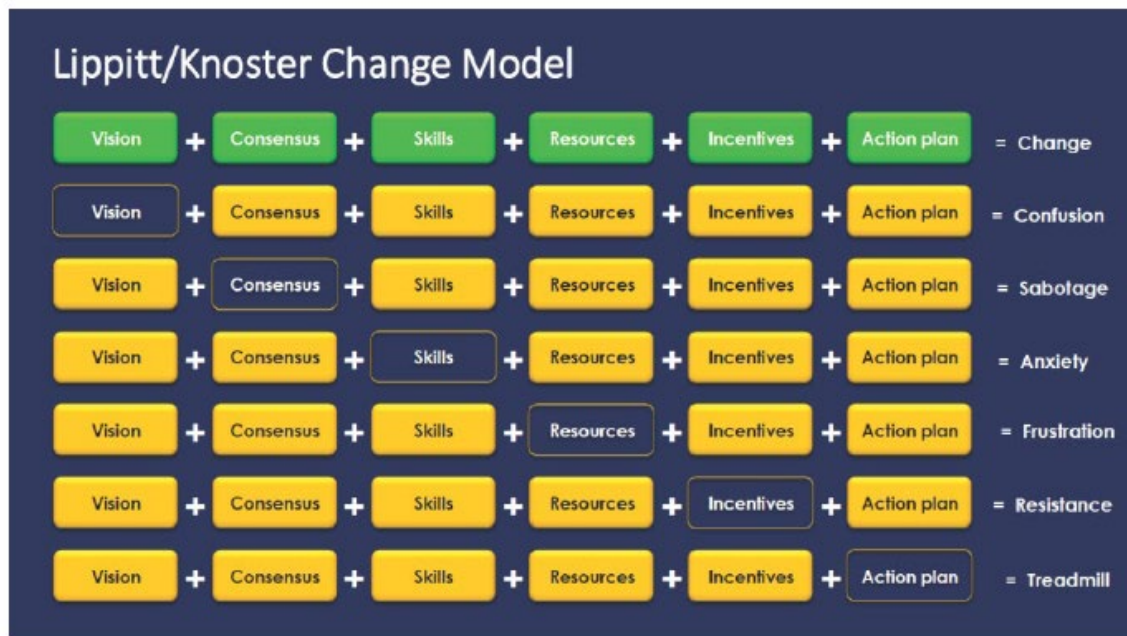 Lippitt/Knoster Change Model
Vision + Consensus + Skills + Resources + Incentives + Action plan = Change
Vision + Consensus + Skills + Resources + Incentives + Action plan = Confusion
Vision + Consensus + Skills + Resources + Incentives + Action plan = Sabotage
Vision + Consensus + Skills + Resources + Incentives + Action plan = Anxiety
Vision + Consensus + Skills + Resources + Incentives + Action plan = Frustration
Vision + Consensus + Skills + Resources + Incentives + Action plan = Resistance
Vision + Consensus + Skills + Resources + Incentives + Action plan = Treadmill